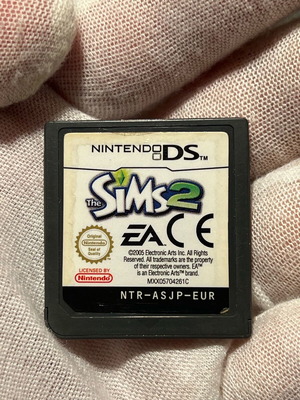 NINTENDO DS™
The SiMS 2
EA CE
Original
Nintendo
Seal of
Quality
©2005 Electronic Arts Inc. All Rights
Reserved. All trademarks are the property
of their respective owners. EA™
is an Electronic Arts™ brand.
MXX05704261C
LICENSED BY
Nintendo
NTR-ASJP-EUR